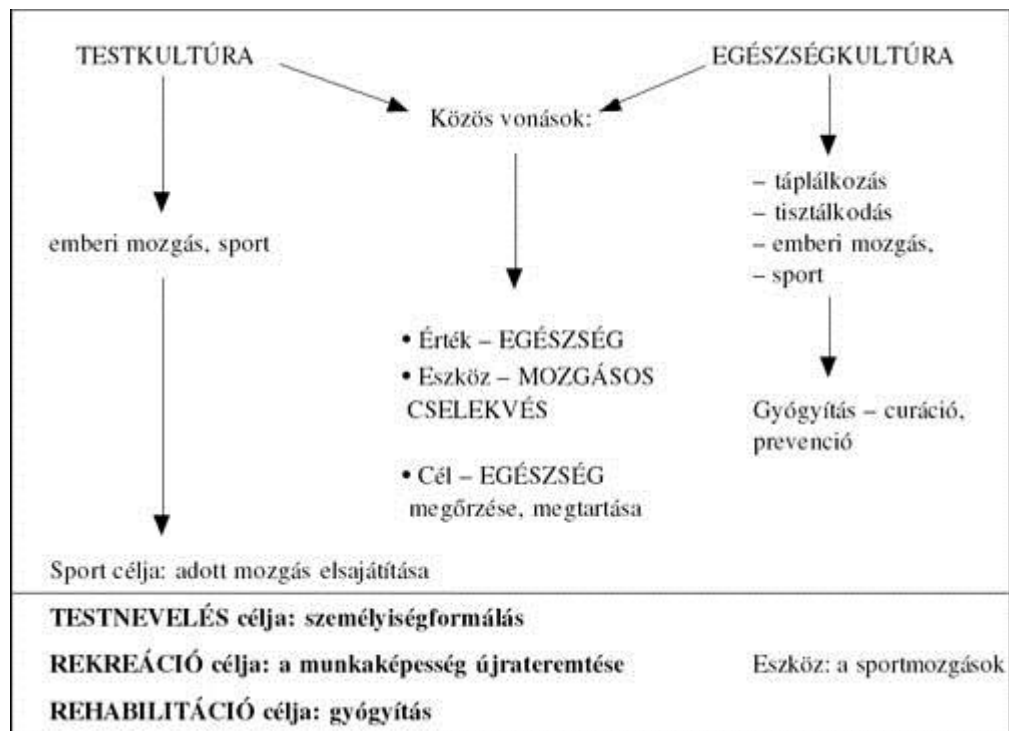 TESTKULTÚRA
EGÉSZSÉGKULTÚRA
Közös vonások:
emberi mozgás, sport
– táplálkozás
– tisztálkodás
– emberi mozgás,
– sport
• Érték – EGÉSZSÉG
• Eszköz – MOZGÁSOS
CSELEKVÉS
• Cél – EGÉSZSÉG
megőrzése, megtartása
Gyógyítás – curáció,
prevenció
Sport célja: adott mozgás elsajátítása
TESTNEVELÉS célja: személyiségformálás
REKREÁCIÓ célja: a munkaképesség újrateremtése
Eszköz: a sportmozgások
REHABILITÁCIÓ célja: gyógyítás